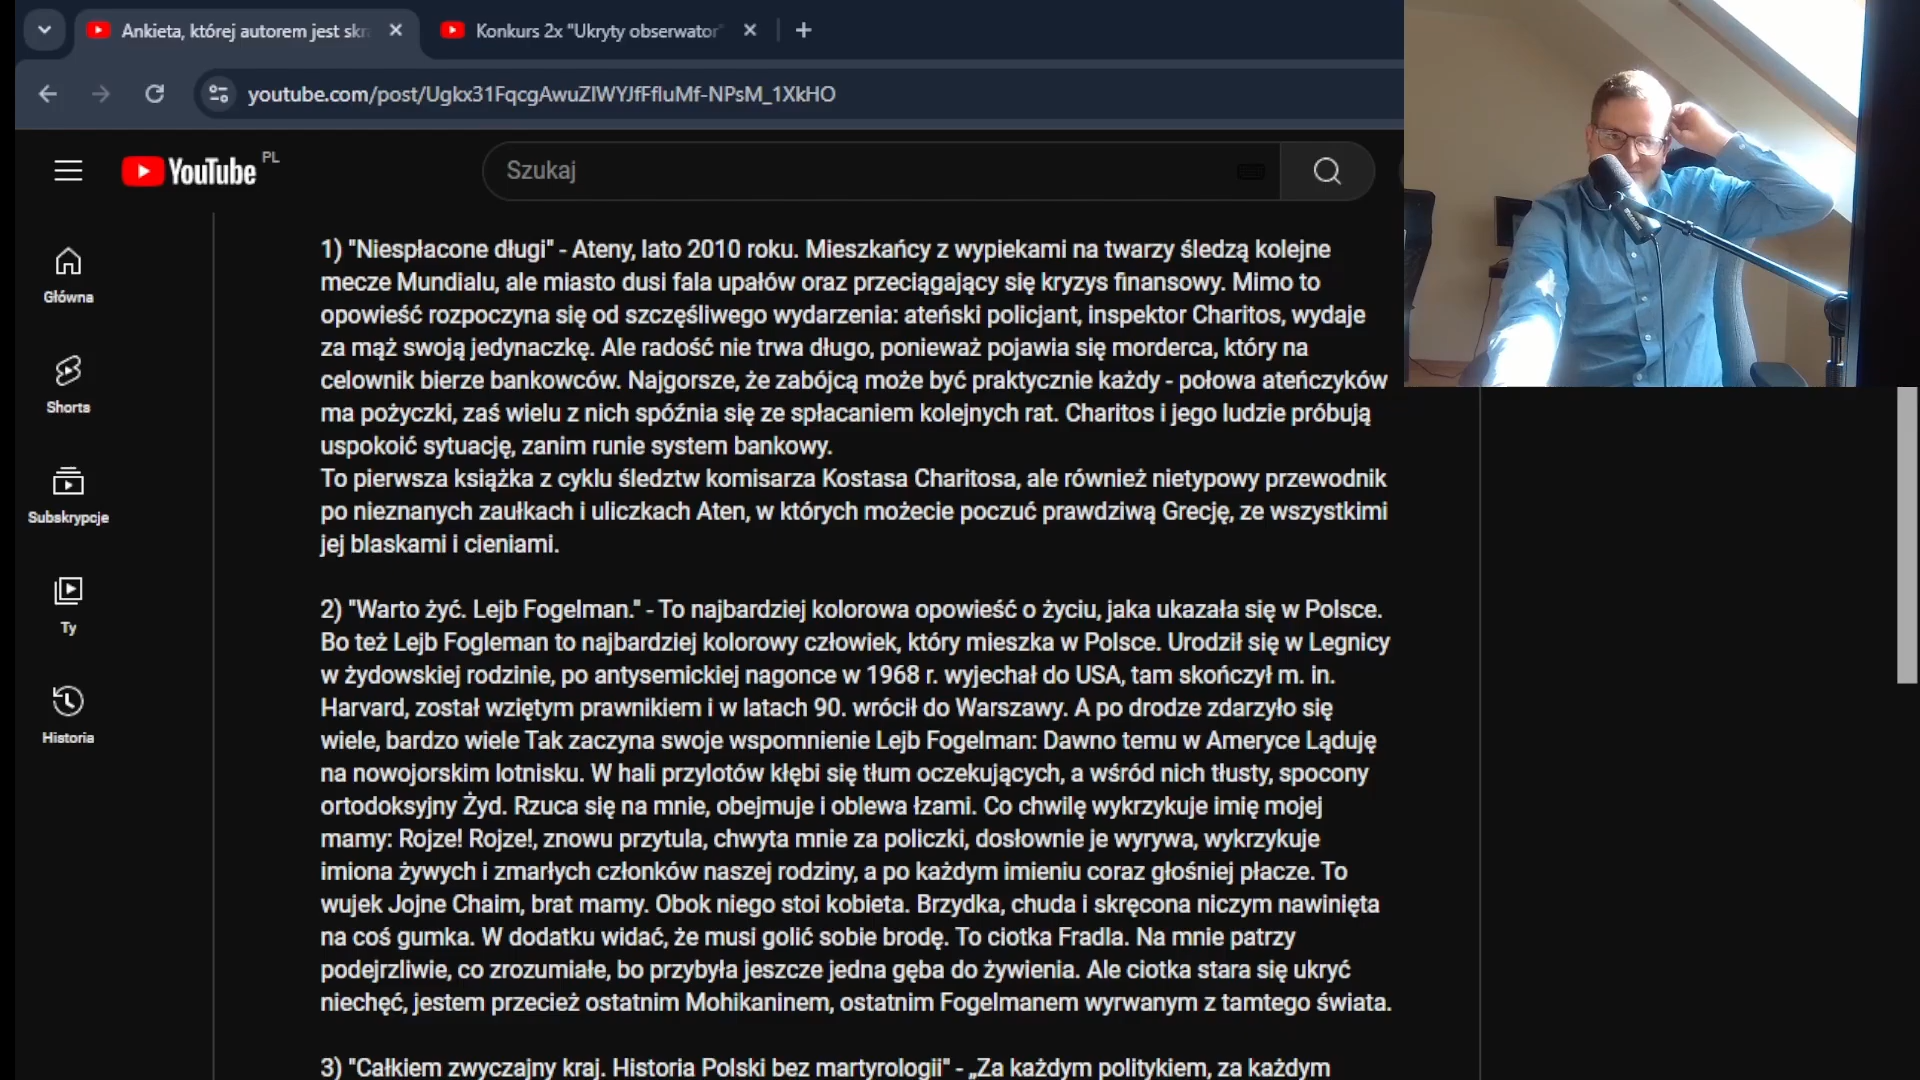 Ankieta, której autorem jest skr
Konkurs 2x "Ukryty obserwator"
youtube.com/post/Ugkx31FqcgAwuZlWYJfFfluMf-NPsM_1XkHO
YouTube PL
Szukaj
Główna
Shorts
Subskrypcje
Ty
Historia
1) "Niespłacone długi" - Ateny, lato 2010 roku. Mieszkańcy z wypiekami na twarzy śledzą kolejne
mecze Mundialu, ale miasto dusi fala upałów oraz przeciągający się kryzys finansowy. Mimo to
opowieść rozpoczyna się od szczęśliwego wydarzenia: ateński policjant, inspektor Charitos, wydaje
za mąż swoją jedynaczkę. Ale radość nie trwa długo, ponieważ pojawia się morderca, który na
celownik bierze bankowców. Najgorsze, że zabójcą może być praktycznie każdy - połowa ateńczyków
ma pożyczki, zaś wielu z nich spóźnia się ze spłacaniem kolejnych rat. Charitos i jego ludzie próbują
uspokoić sytuację, zanim runie system bankowy.
To pierwsza książka z cyklu śledztw komisarza Kostasa Charitosa, ale również nietypowy przewodnik
po nieznanych zaułkach i uliczkach Aten, w których możecie poczuć prawdziwą Grecję, ze wszystkimi
jej blaskami i cieniami.
2) "Warto żyć. Lejb Fogelman." - To najbardziej kolorowa opowieść o życiu, jaka ukazała się w Polsce.
Bo też Lejb Fogleman to najbardziej kolorowy człowiek, który mieszka w Polsce. Urodził się w Legnicy
w żydowskiej rodzinie, po antysemickiej nagonce w 1968 r. wyjechał do USA, tam skończył m. in.
Harvard, został wziętym prawnikiem i w latach 90. wrócił do Warszawy. A po drodze zdarzyło się
wiele, bardzo wiele Tak zaczyna swoje wspomnienie Lejb Fogelman: Dawno temu w Ameryce Ląduję
na nowojorskim lotnisku. W hali przylotów kłębi się tłum oczekujących, a wśród nich tłusty, spocony
ortodoksyjny Żyd. Rzuca się na mnie, obejmuje i oblewa łzami. Co chwilę wykrzykuje imię mojej
mamy: Rojze! Rojze!, znowu przytula, chwyta mnie za policzki, dosłownie je wyrywa, wykrzykuje
imiona żywych i zmarłych członków naszej rodziny, a po każdym imieniu coraz głośniej płacze. To
wujek Jojne Chaim, brat mamy. Obok niego stoi kobieta. Brzydka, chuda i skręcona niczym nawinięta
na coś gumka. W dodatku widać, że musi golić sobie brodę. To ciotka Fradla. Na mnie patrzy
podejrzliwie, co zrozumiałe, bo przybyła jeszcze jedna gęba do żywienia. Ale ciotka stara się ukryć
niechęć, jestem przecież ostatnim Mohikaninem, ostatnim Fogelmanem wyrwanym z tamtego świata.
3) "Całkiem zwyczajny kraj. Historia Polski bez martyrologii" - „Za każdym politykiem, za każdym